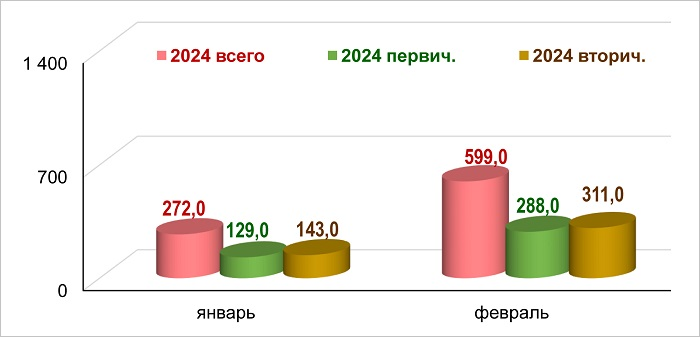 2024 всего 2024 первич. 2024 вторич.
1 400
700
0
272,0 129,0 143,0
599,0 288,0 311,0
январь февраль